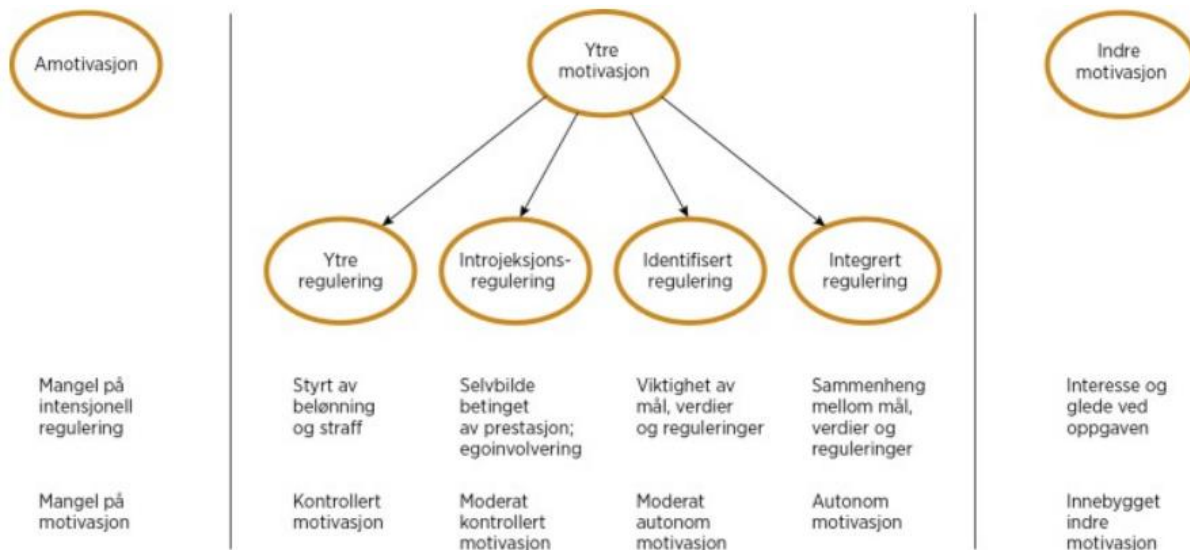 Amotivasjon
Ytre
motivasjon
Indre
motivasjon
Ytre
regulering
Introjeksjons-
regulering
Identifisert
regulering
Integrert
regulering
Mangel på
intensjonell
regulering
Styrt av
belønning
og straff
Selvbilde
betinget
av prestasjon;
egoinvolvering
Viktighet av
mål, verdier
og reguleringer
Sammenheng
mellom mål,
verdier og
reguleringer
Interesse og
glede ved
oppgaven
Mangel på
motivasjon
Kontrollert
motivasjon
Moderat
kontrollert
motivasjon
Moderat
autonom
motivasjon
Autonom
motivasjon
Innebygget
indre
motivasjon